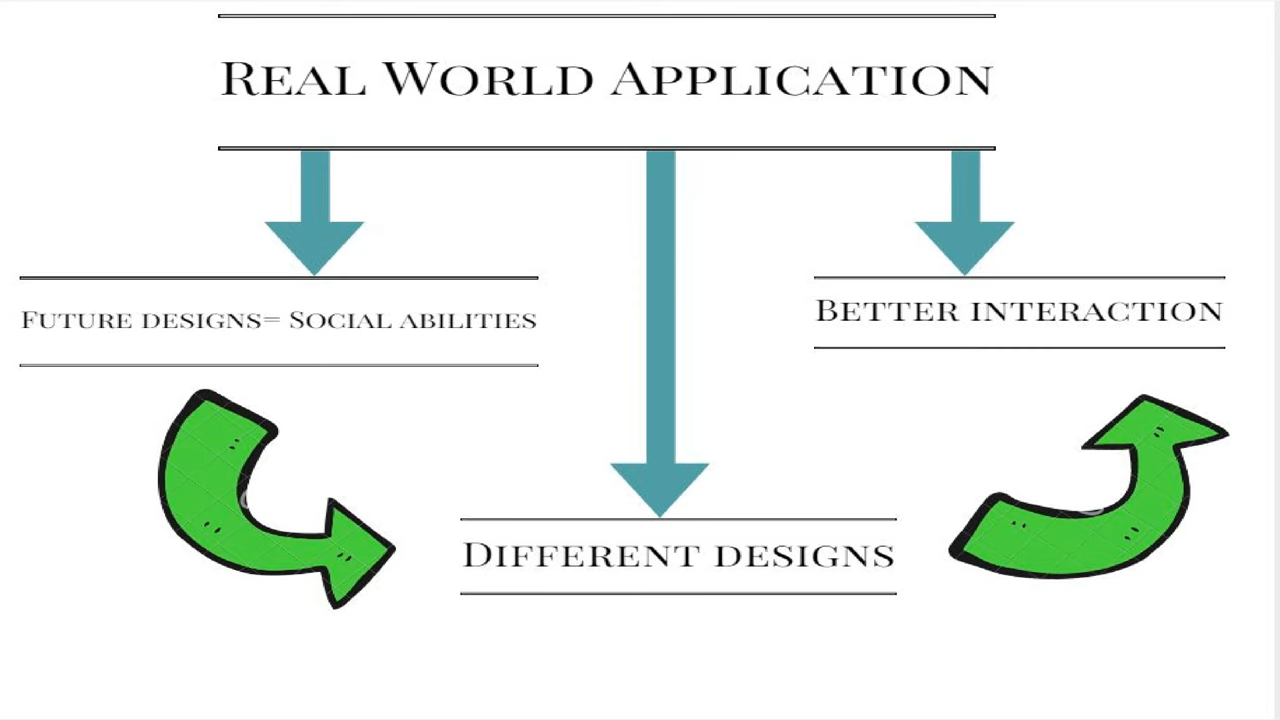 Real World Application
Future designs= Social abilities
Better interaction
Different designs